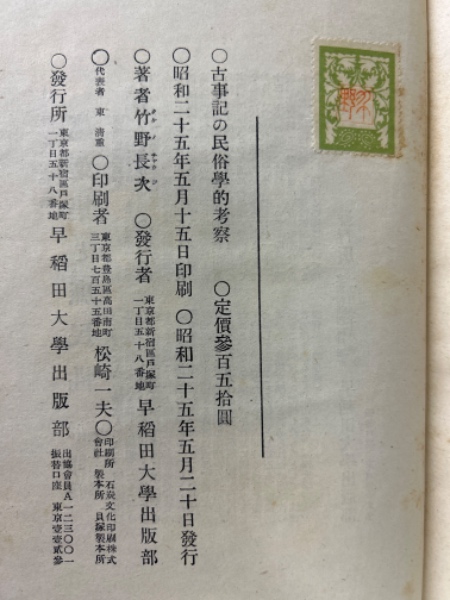 ○古事記の民俗學的考察　○定價參百五拾圓
○昭和二十五年五月十五日印刷　○昭和二十五年五月二十日發行
○著者竹野長次　○發行者　東京都新宿區戸塚町一丁目五十八番地　早稻田大學出版部
○代表者　東　清重　○印刷者　東京都豊島區高田南町三丁目七百五十五番地　松崎一夫　○印刷所　石炭文化印刷株式會社　製本所　貝塚製本所
○發行所　東京都新宿區戸塚町一丁目五十八番地　早稻田大學出版部　出協會員A一二三〇〇一　振替口座　東京壹壹貳參